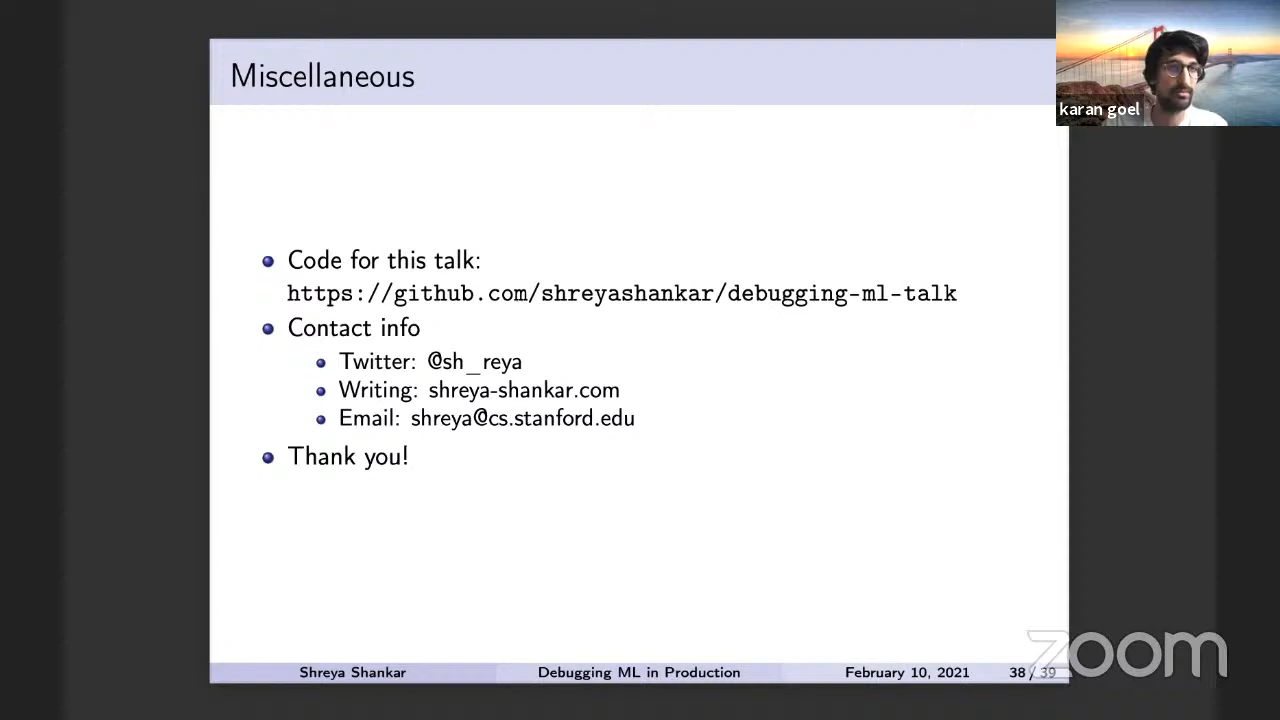 Miscellaneous
karan goel
Code for this talk:
https://github.com/shreyashankar/debugging-ml-talk
Contact info
Twitter: @sh_reya
Writing: shreya-shankar.com
Email: shreya@cs.stanford.edu
Thank you!
Shreya Shankar Debugging ML in Production February 10, 2021 38 / 39
zoom